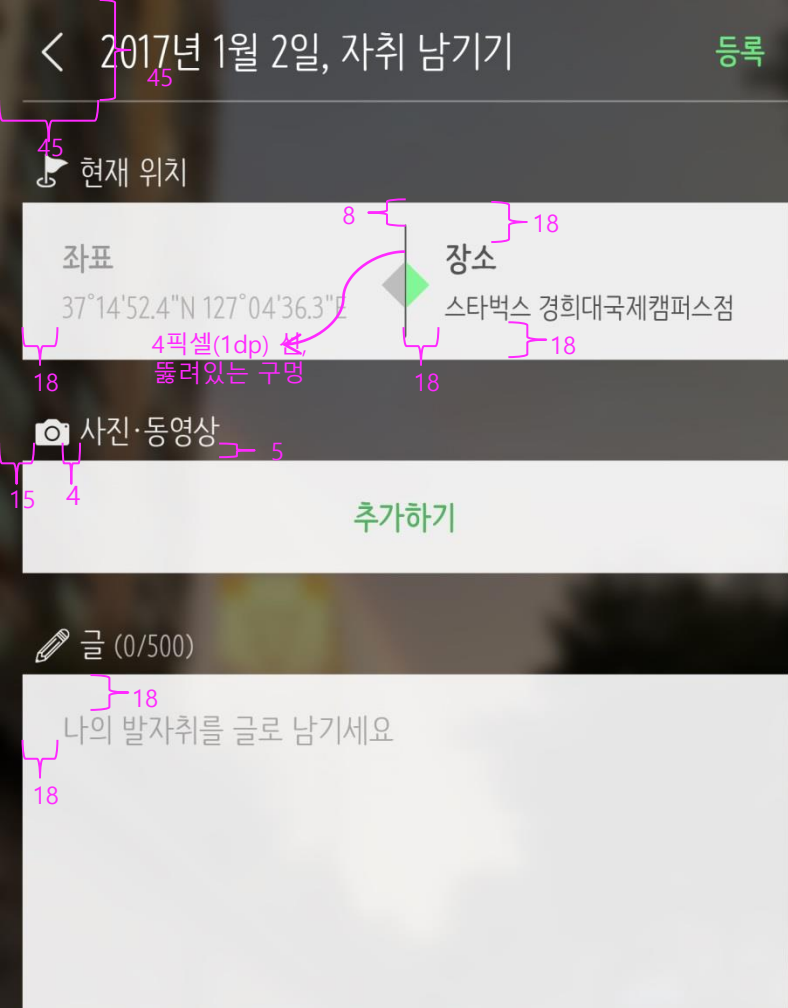 2017년 1월 2일, 자취 남기기
등록
45
45
현재 위치
8
18
좌표
장소
37°14'52.4"N 127°04'36.3"E
스타벅스 경희대국제캠퍼스점
4픽셀(1dp) 선,
뚫려있는 구멍
18
18
18
사진·동영상
5
15
4
추가하기
글 (0/500)
18
나의 발자취를 글로 남기세요
18